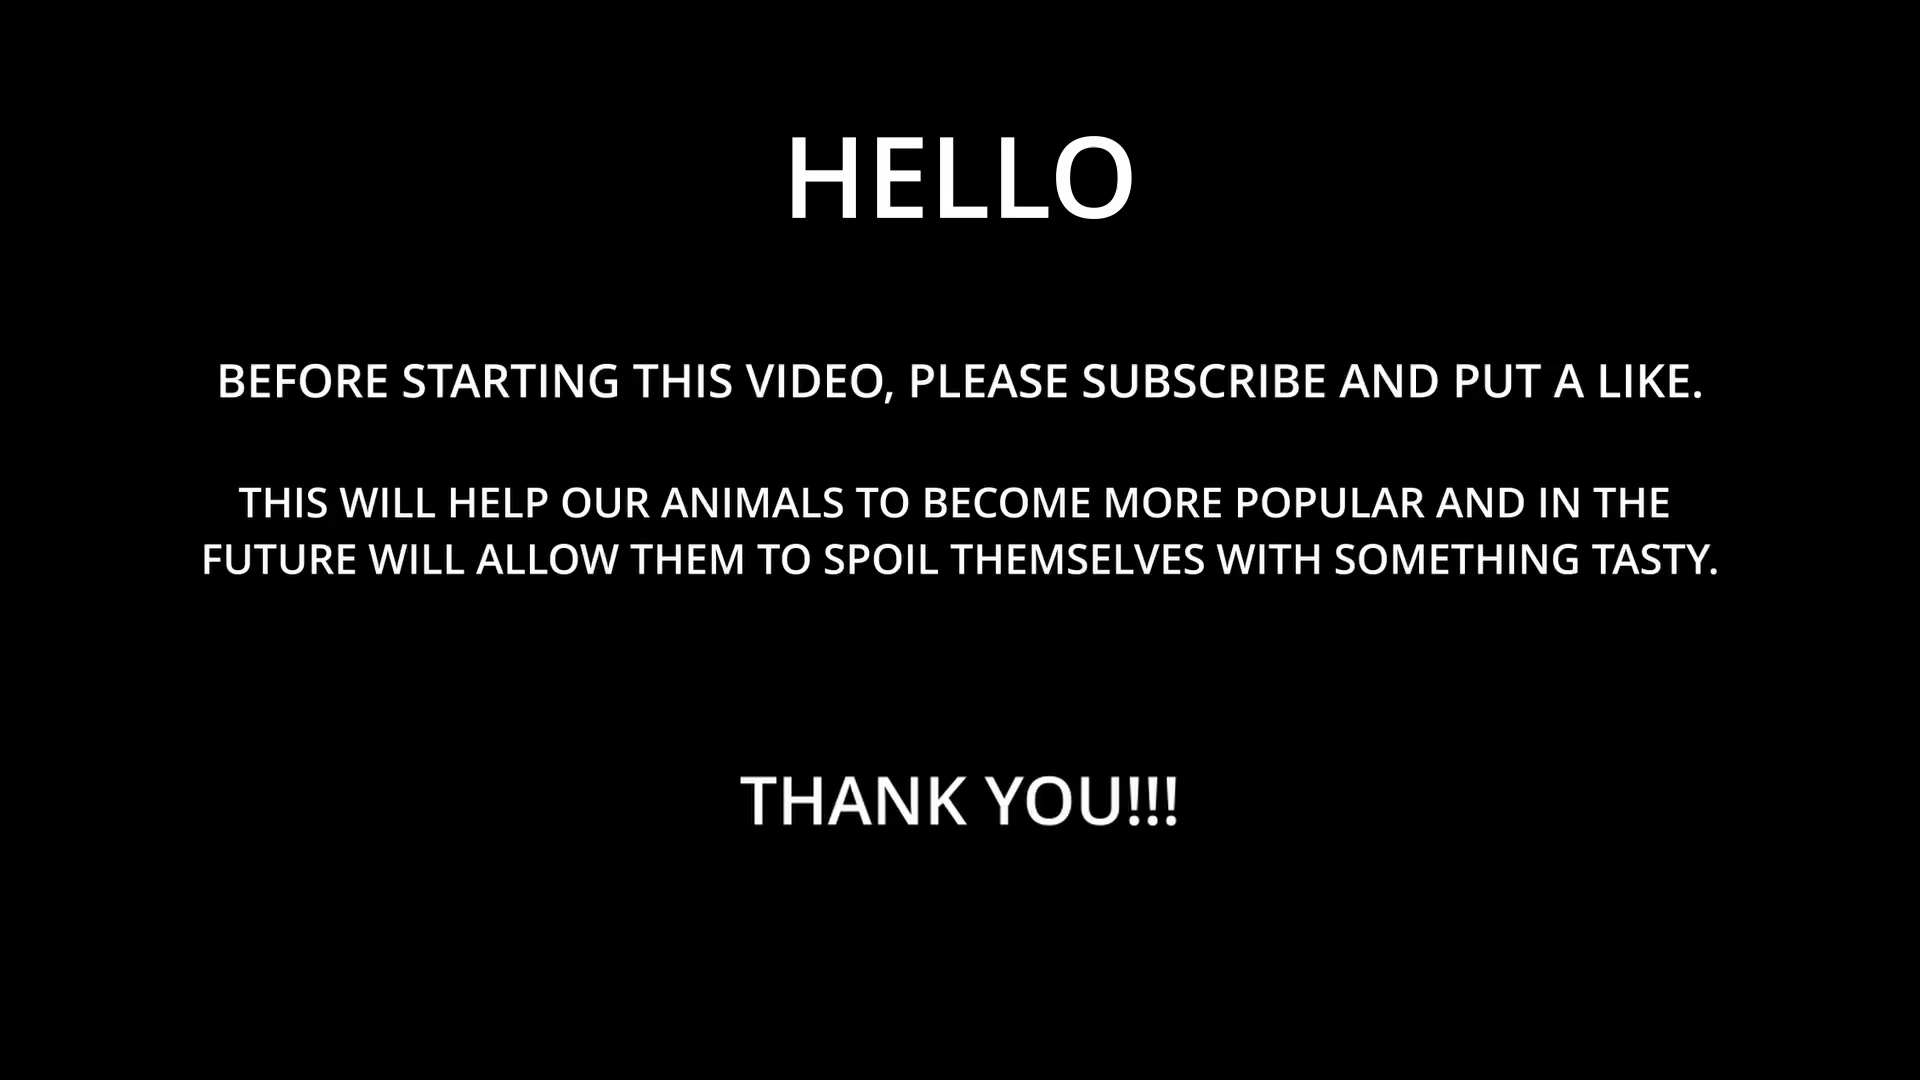 HELLO
BEFORE STARTING THIS VIDEO, PLEASE SUBSCRIBE AND PUT A LIKE.
THIS WILL HELP OUR ANIMALS TO BECOME MORE POPULAR AND IN THE
FUTURE WILL ALLOW THEM TO SPOIL THEMSELVES WITH SOMETHING TASTY.
THANK YOU!!!